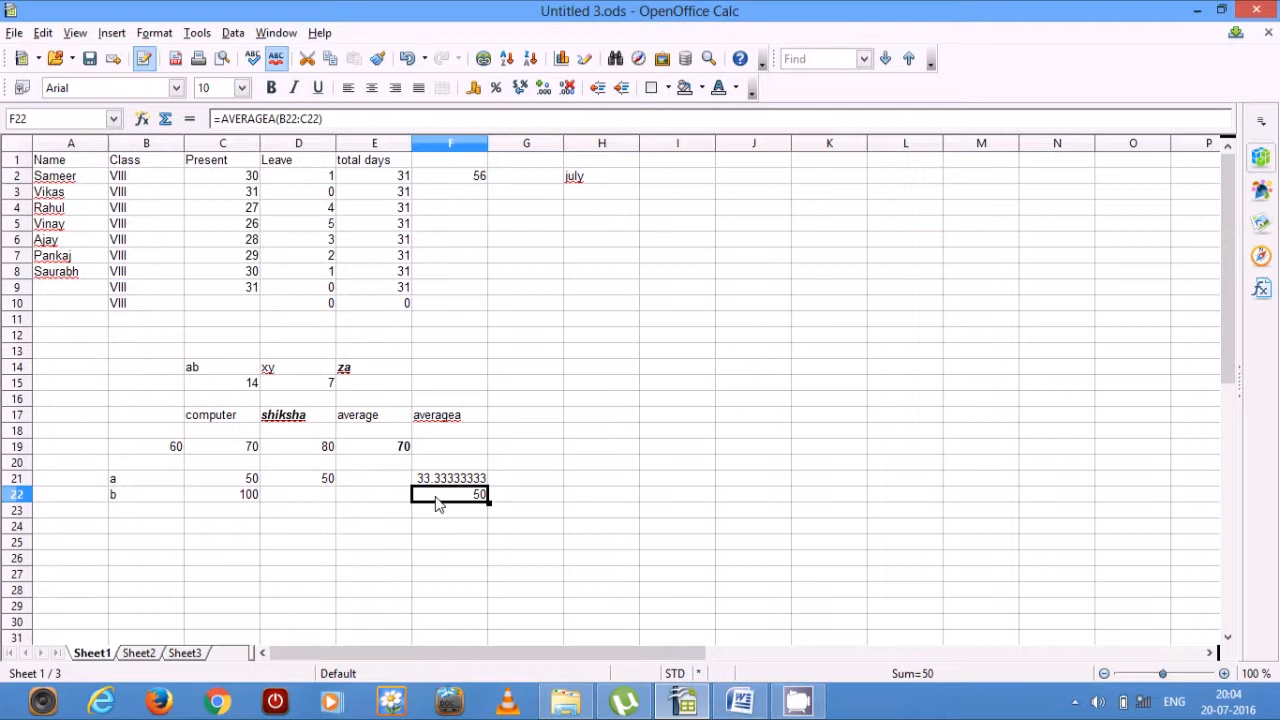 Untitled 3.ods - OpenOffice Calc
File Edit View Insert Format Tools Data Window Help
Find
Arial 10
F22 =AVERAGEA(B22:C22)
A B C D E F G H I J K L M N O P
1 Name Class Present Leave total days
2 Sameer VIII 30 1 31 56 july
3 Vikas VIII 31 0 31
4 Rahul VIII 27 4 31
5 Vinay VIII 26 5 31
6 Ajay VIII 28 3 31
7 Pankaj VIII 29 2 31
8 Saurabh VIII 30 1 31
9 VIII 31 0 31
10 VIII 0 0
11
12
13
14 ab xy za
15 14 7
16
17 computer shiksha average averagea
18
19 60 70 80 70
20
21 a 50 50 33.33333333
22 b 100 50
23
24
25
26
27
28
29
30
31
Sheet1 Sheet2 Sheet3
Sheet 1 / 3 Default STD * Sum=50 100 %
ENG 20:04
20-07-2016